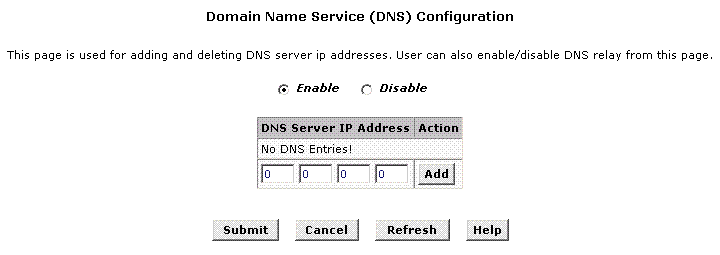 Domain Name Service (DNS) Configuration
This page is used for adding and deleting DNS server ip addresses. User can also enable/disable DNS relay from this page.
Enable Disable
DNS Server IP Address Action
No DNS Entries!
0 0 0 0 Add
Submit Cancel Refresh Help